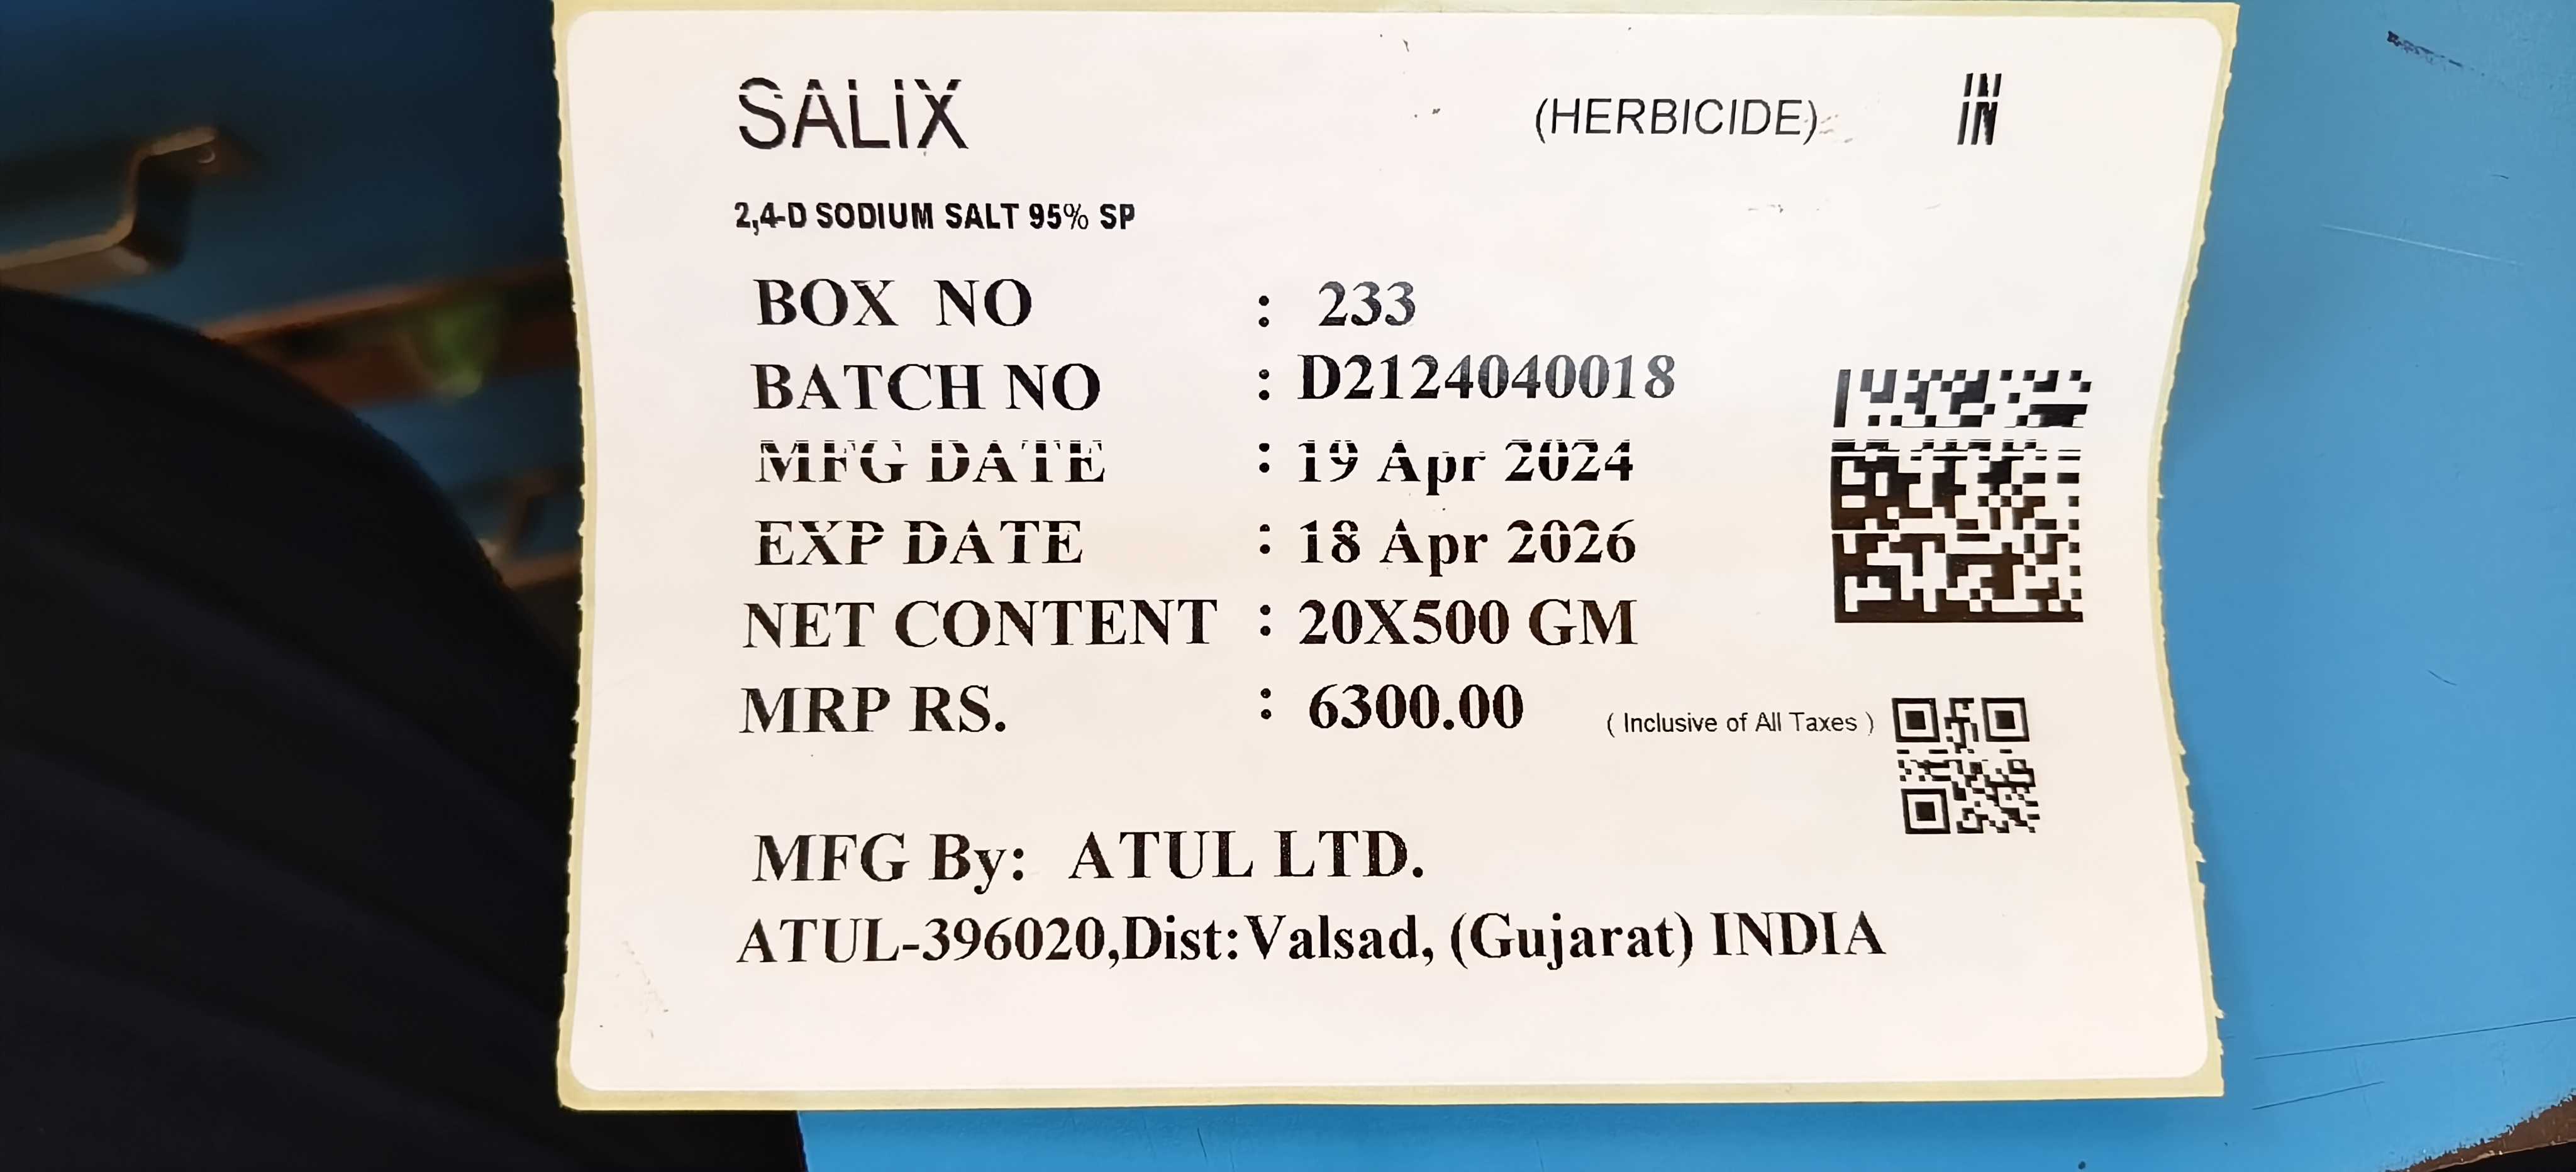 SALIX (HERBICIDE) IN
2,4-D SODIUM SALT 95% SP
BOX NO : 233
BATCH NO : D2124040018
MFG DATE : 19 Apr 2024
EXP DATE : 18 Apr 2026
NET CONTENT : 20X500 GM
MRP RS. : 6300.00 ( Inclusive of All Taxes )
MFG By: ATUL LTD.
ATUL-396020,Dist:Valsad, (Gujarat) INDIA